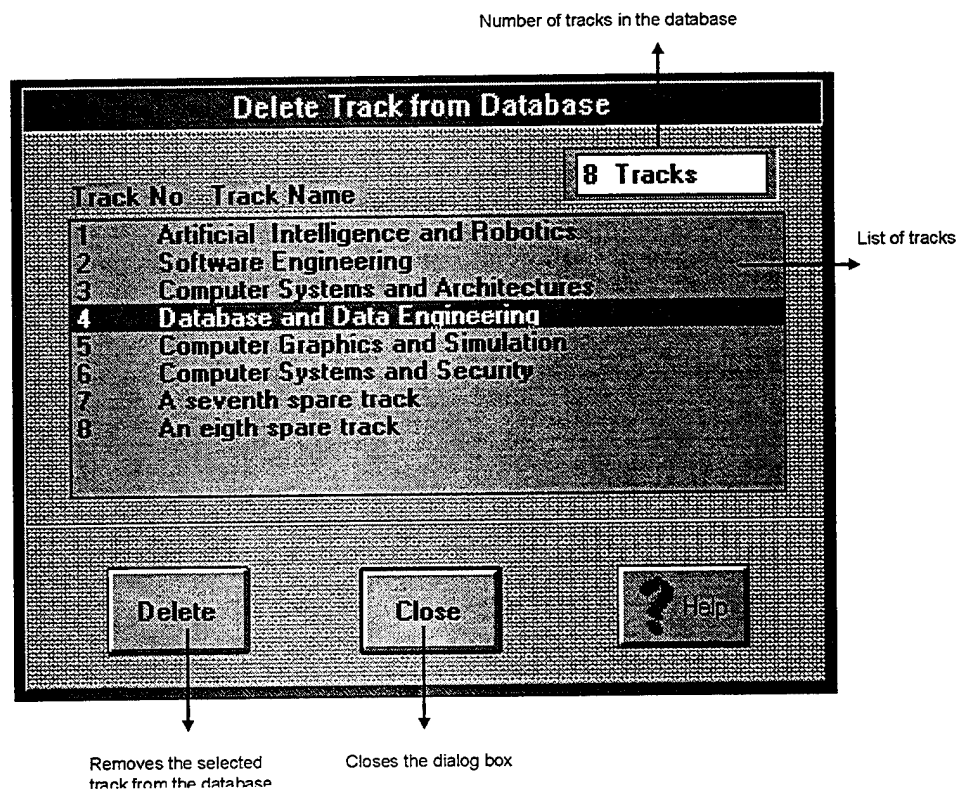 Number of tracks in the database
Delete Track from Database
8 Tracks
Track No Track Name
1 Artificial Intelligence and Robotics
2 Software Engineering
3 Computer Systems and Architectures
4 Database and Data Engineering
5 Computer Graphics and Simulation
6 Computer Systems and Security
7 A seventh spare track
8 An eigth spare track
List of tracks
Delete
Close
? Help
Removes the selected
track from the database
Closes the dialog box